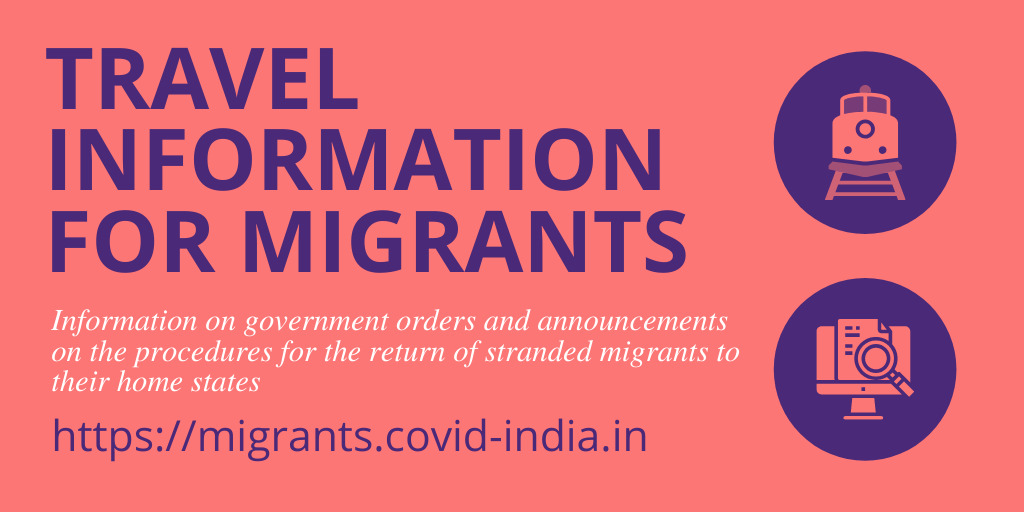 TRAVEL
INFORMATION
FOR MIGRANTS
Information on government orders and announcements
on the procedures for the return of stranded migrants to
their home states
https://migrants.covid-india.in